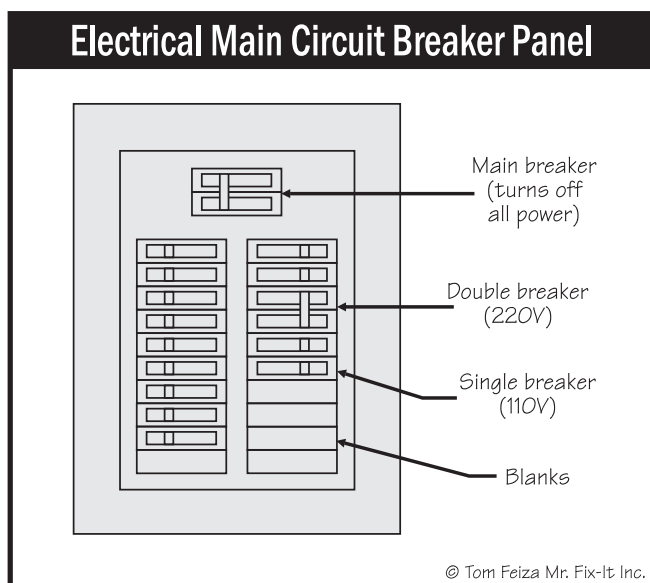 Electrical Main Circuit Breaker Panel
Main breaker
(turns off
all power)
Double breaker
(220V)
Single breaker
(110V)
Blanks
© Tom Feiza Mr. Fix-It Inc.